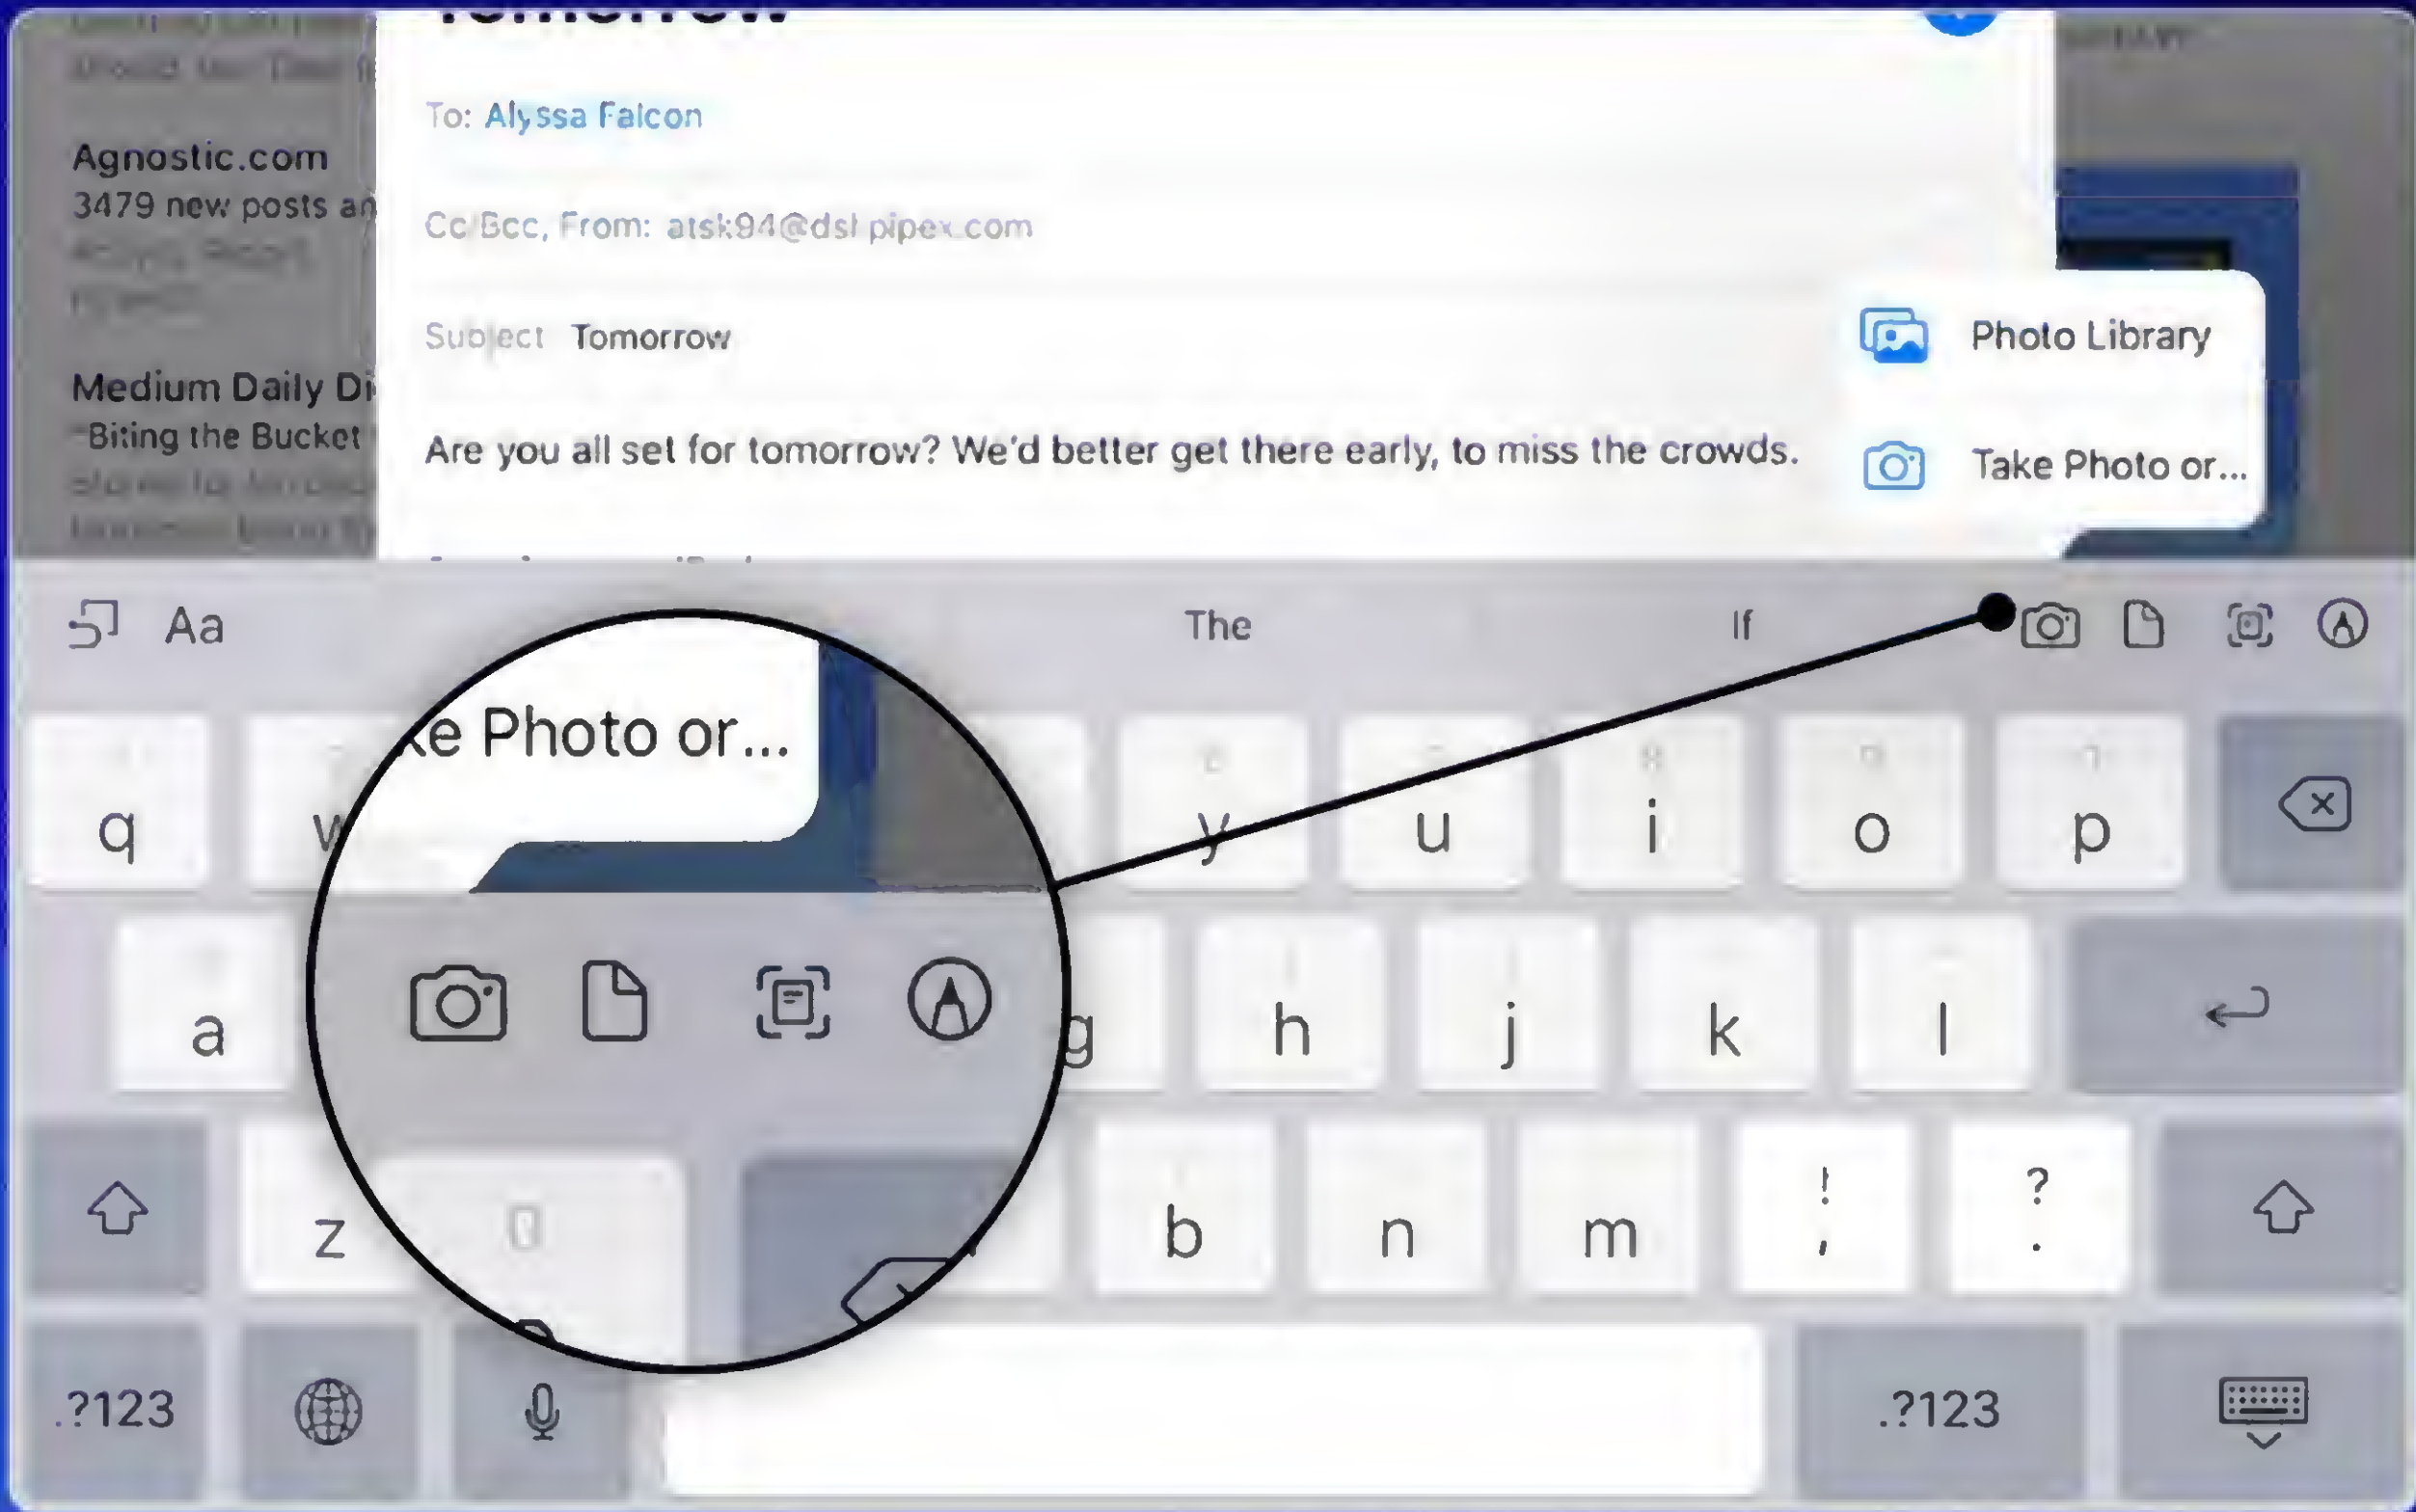 Tomorrow
To: Alyssa Falcon
Agnostic.com
3479 new posts an
Cc/Bcc, From: atsk94@dsl.pipex.com
Subject Tomorrow
Photo Library
Medium Daily Di
"Biting the Bucket
Are you all set for tomorrow? We'd better get there early, to miss the crowds.
Take Photo or...
Aa
The
If
ke Photo or...
q w y u i o p
a g h j k l
z b n m ! , ? .
.?123
.?123